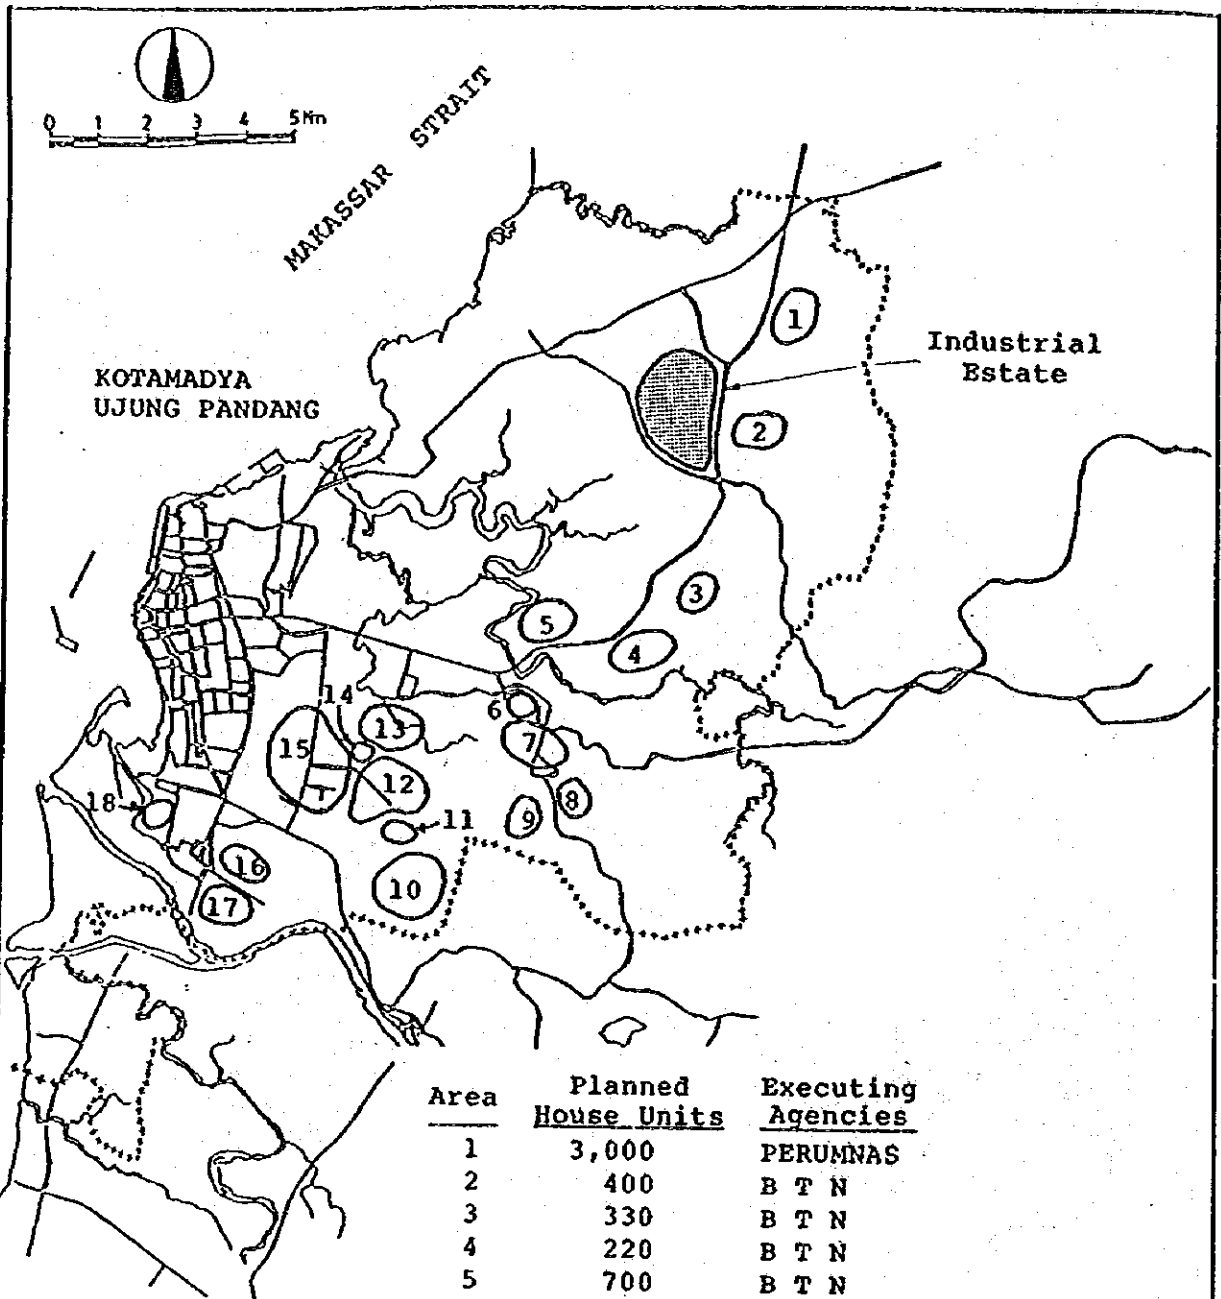 0 1 2 3 4 5Km
MAKASSAR STRAIT
KOTAMADYA
UJUNG PANDANG
Industrial
Estate
1
2
3
4
5
6
7
8
9
10
11
12
13
14
15
16
17
18
Area Planned House Units Executing Agencies
1 3,000 PERUMNAS
2 400 B T N
3 330 B T N
4 220 B T N
5 700 B T N